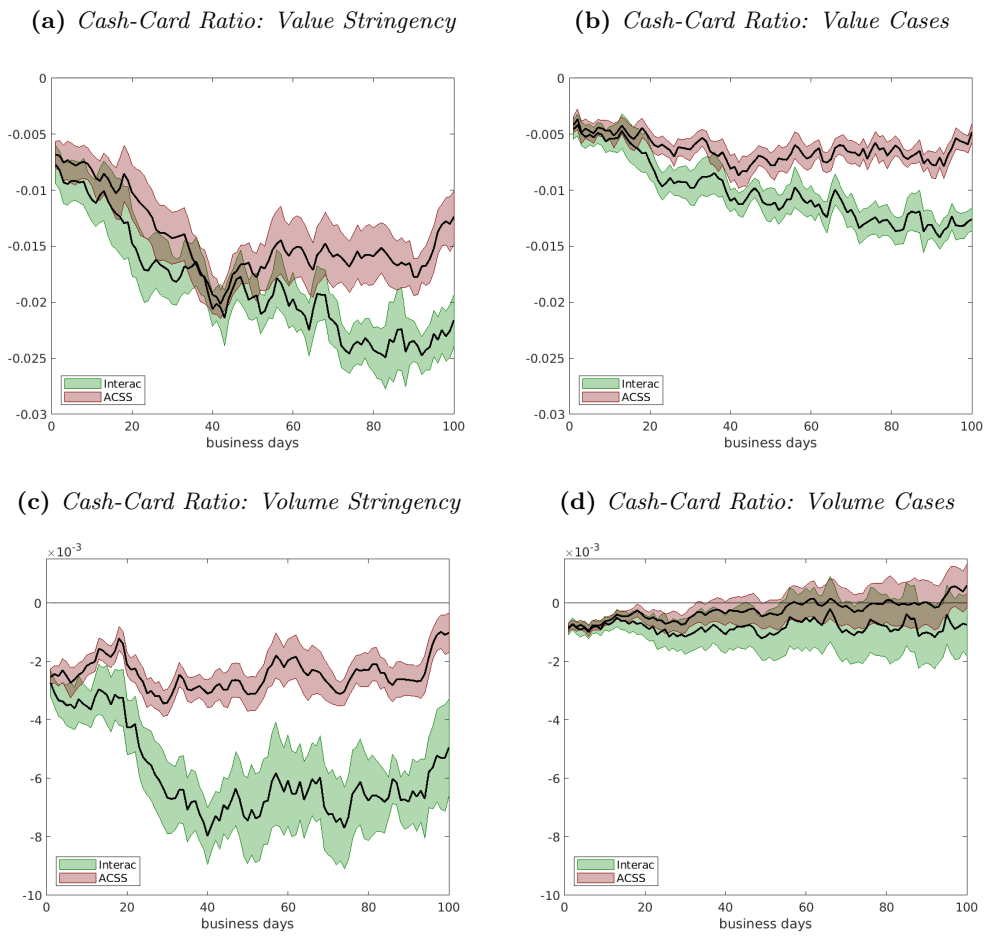 (a) Cash-Card Ratio: Value Stringency
0
-0.005
-0.01
-0.015
-0.02
-0.025
-0.03
Interac
ACSS
0 20 40 60 80 100
business days
(b) Cash-Card Ratio: Value Cases
0
-0.005
-0.01
-0.015
-0.02
-0.025
-0.03
Interac
ACSS
0 20 40 60 80 100
business days
(c) Cash-Card Ratio: Volume Stringency
×10⁻³
0
-2
-4
-6
-8
-10
Interac
ACSS
0 20 40 60 80 100
business days
(d) Cash-Card Ratio: Volume Cases
×10⁻³
0
-2
-4
-6
-8
-10
Interac
ACSS
0 20 40 60 80 100
business days